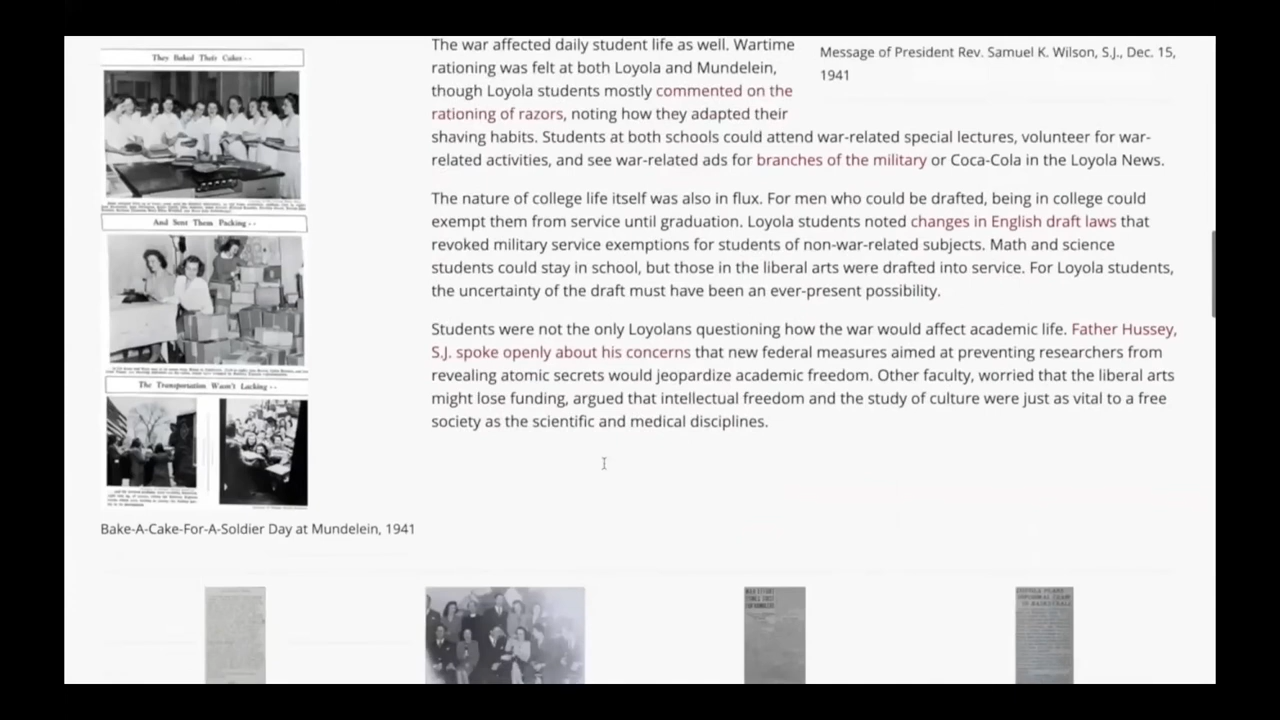 They Baked Their Cakes - -
And Sent Them Packing - -
The Transportation Wasn't Lacking - -
Bake-A-Cake-For-A-Soldier Day at Mundelein, 1941
The war affected daily student life as well. Wartime
rationing was felt at both Loyola and Mundelein,
though Loyola students mostly commented on the
rationing of razors, noting how they adapted their
shaving habits. Students at both schools could attend war-related special lectures, volunteer for war-
related activities, and see war-related ads for branches of the military or Coca-Cola in the Loyola News.
The nature of college life itself was also in flux. For men who could be drafted, being in college could
exempt them from service until graduation. Loyola students noted changes in English draft laws that
revoked military service exemptions for students of non-war-related subjects. Math and science
students could stay in school, but those in the liberal arts were drafted into service. For Loyola students,
the uncertainty of the draft must have been an ever-present possibility.
Students were not the only Loyolans questioning how the war would affect academic life. Father Hussey,
S.J. spoke openly about his concerns that new federal measures aimed at preventing researchers from
revealing atomic secrets would jeopardize academic freedom. Other faculty, worried that the liberal arts
might lose funding, argued that intellectual freedom and the study of culture were just as vital to a free
society as the scientific and medical disciplines.
Message of President Rev. Samuel K. Wilson, S.J., Dec. 15,
1941